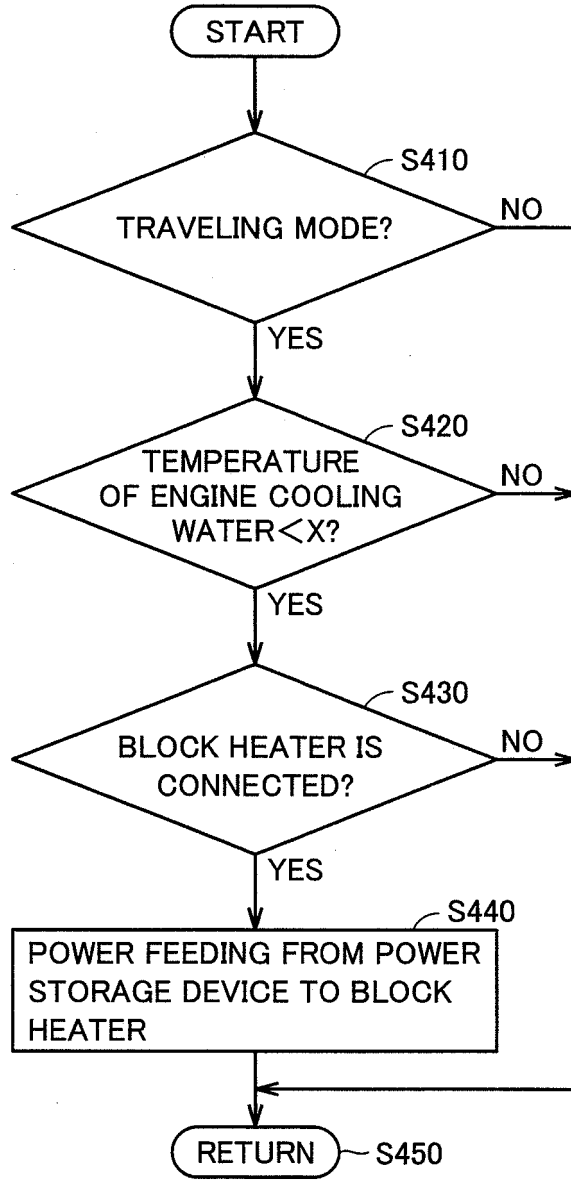 START
S410
TRAVELING MODE?
NO
YES
S420
TEMPERATURE
OF ENGINE COOLING
WATER<X?
NO
YES
S430
BLOCK HEATER IS
CONNECTED?
NO
YES
S440
POWER FEEDING FROM POWER
STORAGE DEVICE TO BLOCK
HEATER
RETURN
S450